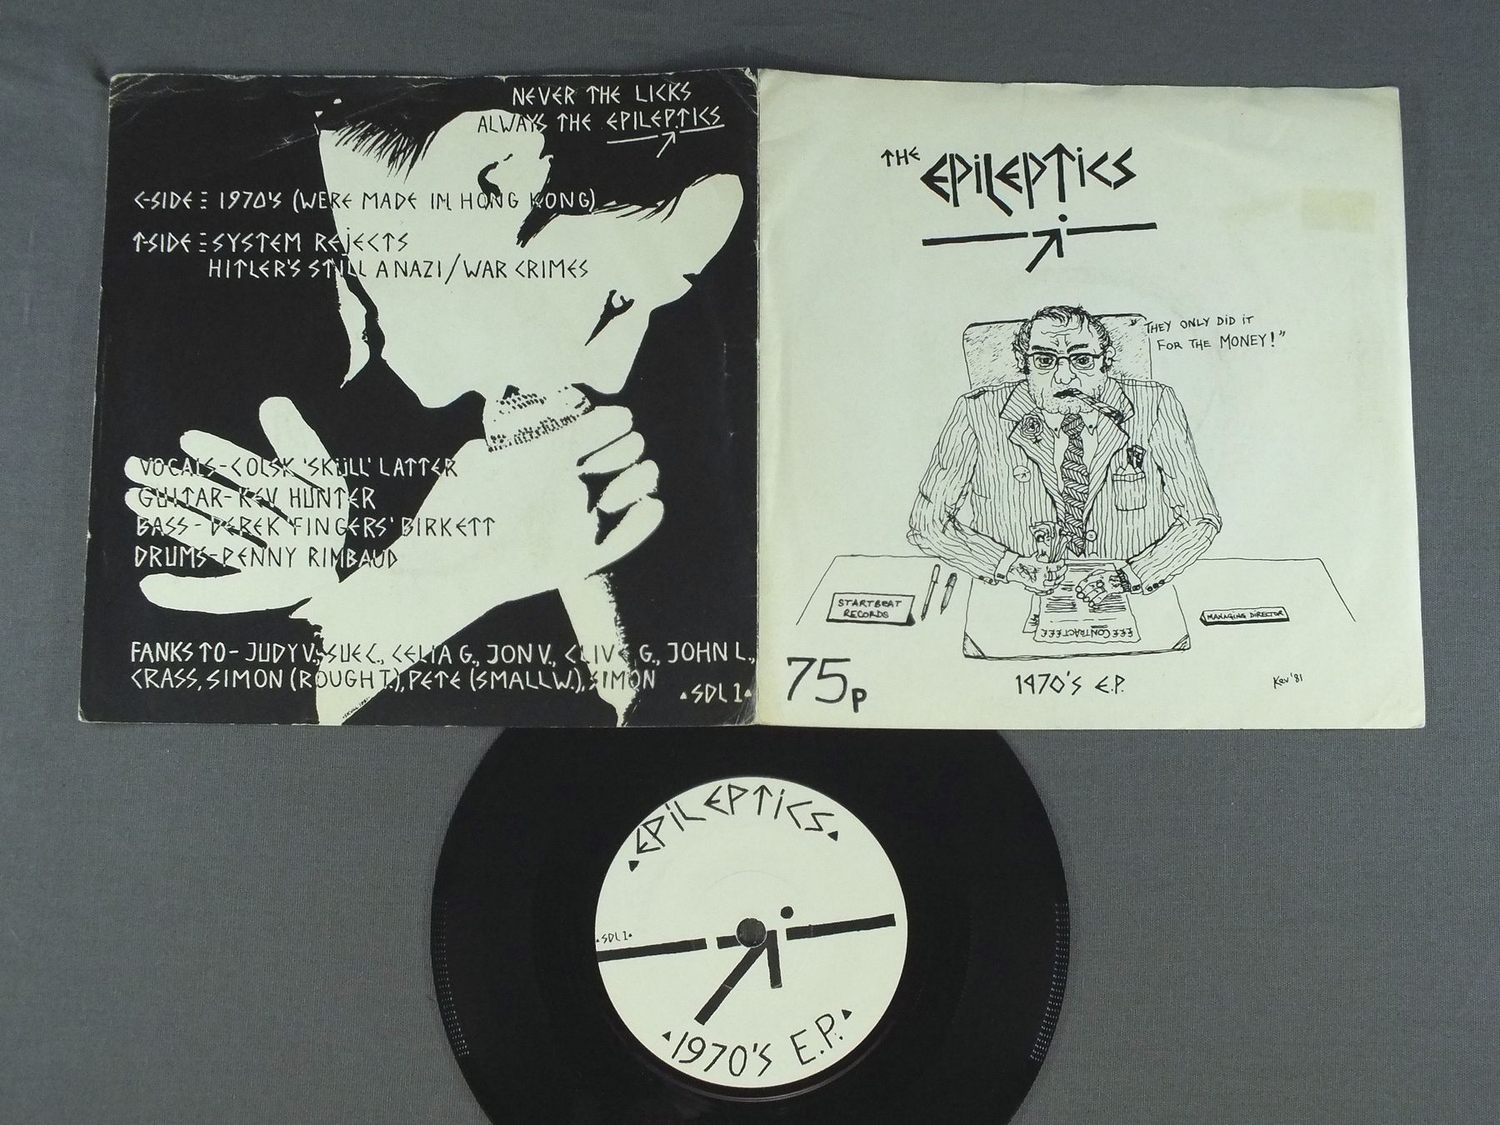 NEVER THE LICKS
ALWAYS THE EPILEPTICS
C-SIDE 1970'S (WERE MADE IN HONG KONG)
T-SIDE SYSTEM REJECTS
HITLER'S STILL A NAZI/WAR CRIMES
VOCALS-COLSK 'SKÜLL' LATTER
GUITAR-KEV HUNTER
BASS-DEREK 'FINGERS' BIRKETT
DRUMS-PENNY RIMBAUD
FANKS TO-JUDY V., SUE C., CELIA G., JON V., CLIVE G., JOHN L.,
CRASS, SIMON (ROUGH T.), PETE (SMALL W.), SIMON
SDL 1
THE EPILEPTICS
"THEY ONLY DID IT
FOR THE MONEY!"
STARTBEAT
RECORDS
£££CONTRACT£££
MANAGING DIRECTOR
75p
1970'S E.P.
Kev '81
EPILEPTICS
SDL 1
1970'S E.P.